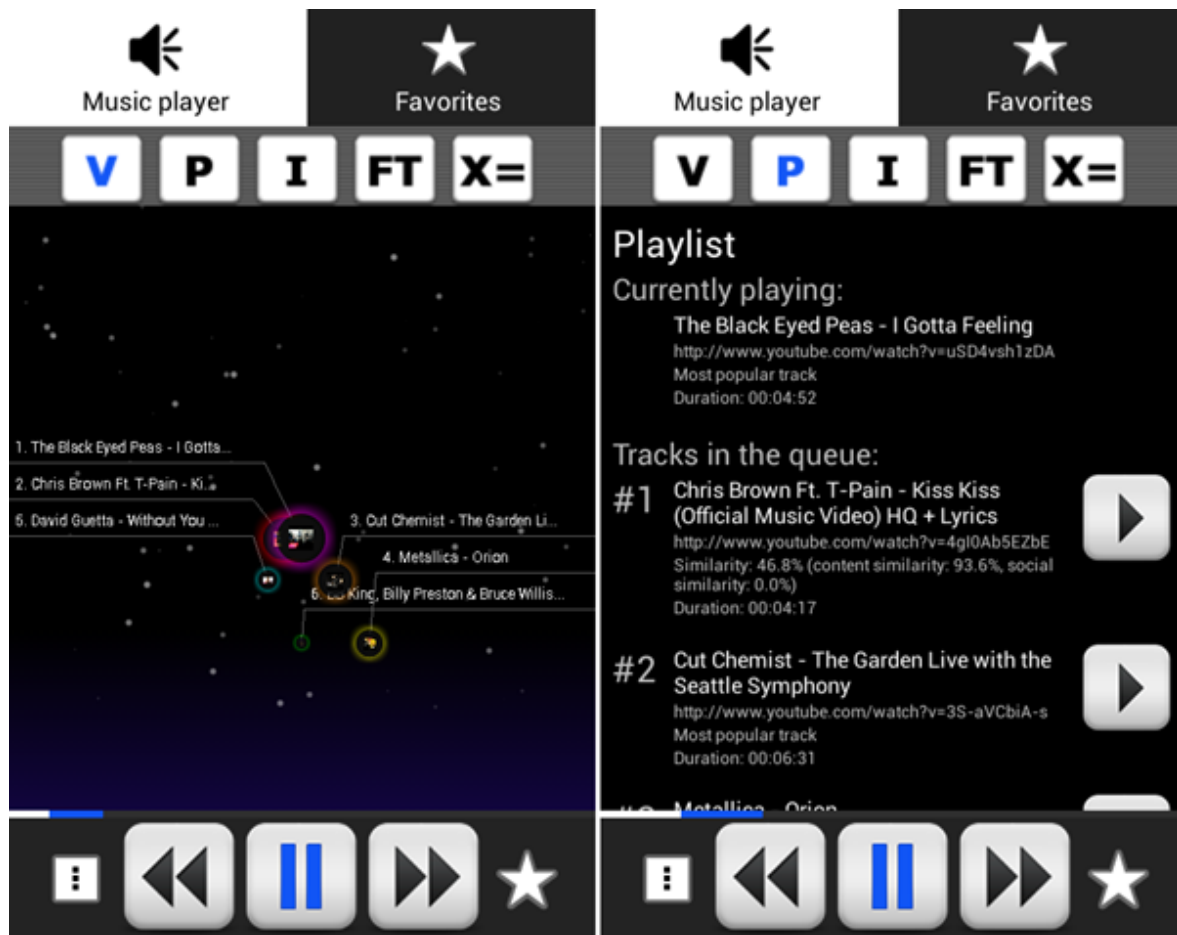 Music player
Favorites
V P I FT X=
1. The Black Eyed Peas - I Gotta...
2. Chris Brown Ft. T-Pain - Ki...
5. David Guetta - Without You ...
3. Cut Chemist - The Garden Li...
4. Metallica - Orion
6. King, Billy Preston & Bruce Willis...
Music player
Favorites
V P I FT X=
Playlist
Currently playing:
The Black Eyed Peas - I Gotta Feeling
http://www.youtube.com/watch?v=uSD4vsh1zDA
Most popular track
Duration: 00:04:52
Tracks in the queue:
#1
Chris Brown Ft. T-Pain - Kiss Kiss
(Official Music Video) HQ + Lyrics
http://www.youtube.com/watch?v=4gI0Ab5EZbE
Similarity: 46.8% (content similarity: 93.6%, social
similarity: 0.0%)
Duration: 00:04:17
#2
Cut Chemist - The Garden Live with the
Seattle Symphony
http://www.youtube.com/watch?v=3S-aVCbiA-s
Most popular track
Duration: 00:06:31
Metallica - Orion